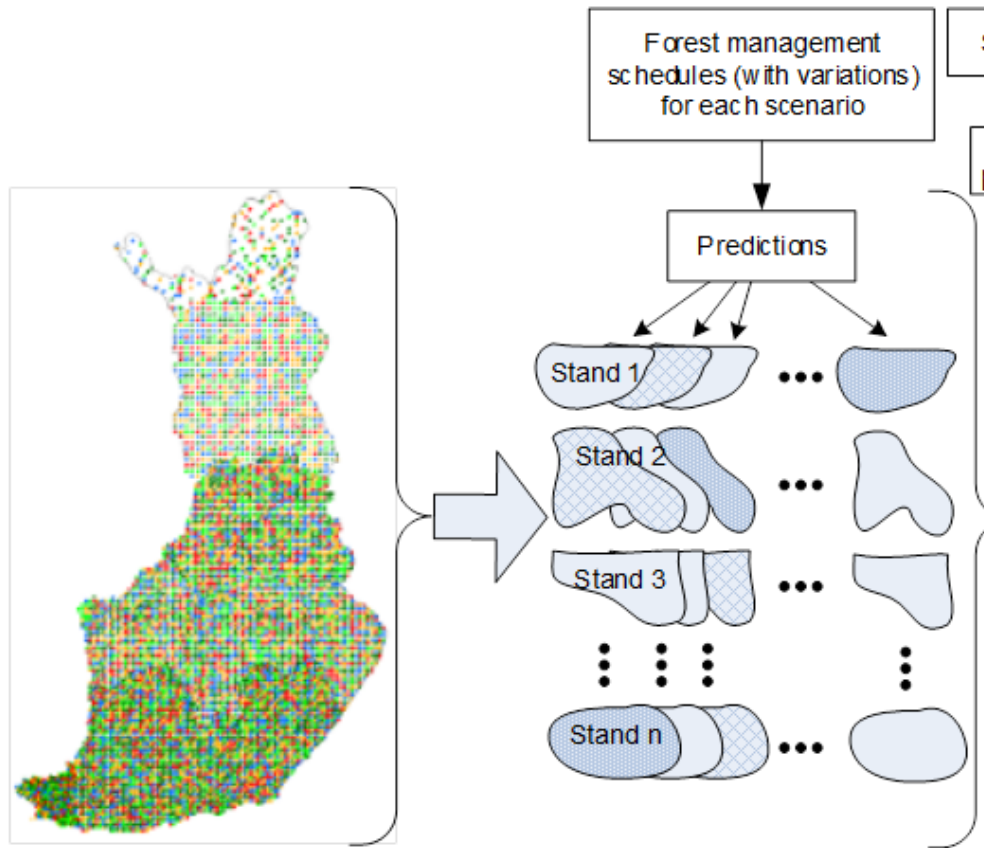 Forest management
schedules (with variations)
for each scenario
Predictions
Stand 1
Stand 2
Stand 3
Stand n